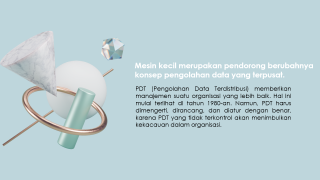 Mesin kecil merupakan pendorong berubahnya
konsep pengolahan data yang terpusat.
PDT (Pengolahan Data Terdistribusi) memberikan
manajemen suatu organisasi yang lebih baik. Hal ini
mulai terlihat di tahun 1980-an. Namun, PDT harus
dimengerti, dirancang, dan diatur dengan benar,
karena PDT yang tidak terkontrol akan menimbulkan
kekacauan dalam organisasi.